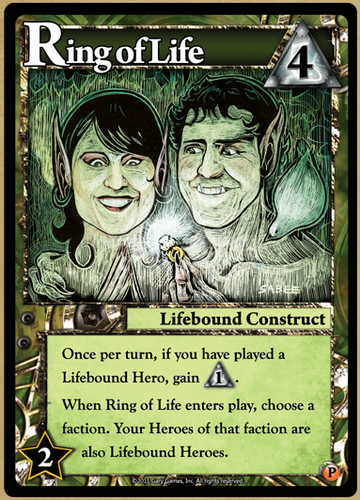 Ring of Life
4
SABEE
Lifebound Construct
Once per turn, if you have played a
Lifebound Hero, gain 1.
When Ring of Life enters play, choose a
faction. Your Heroes of that faction are
also Lifebound Heroes.
2
©2011 Gary Games, Inc. All rights reserved.
P